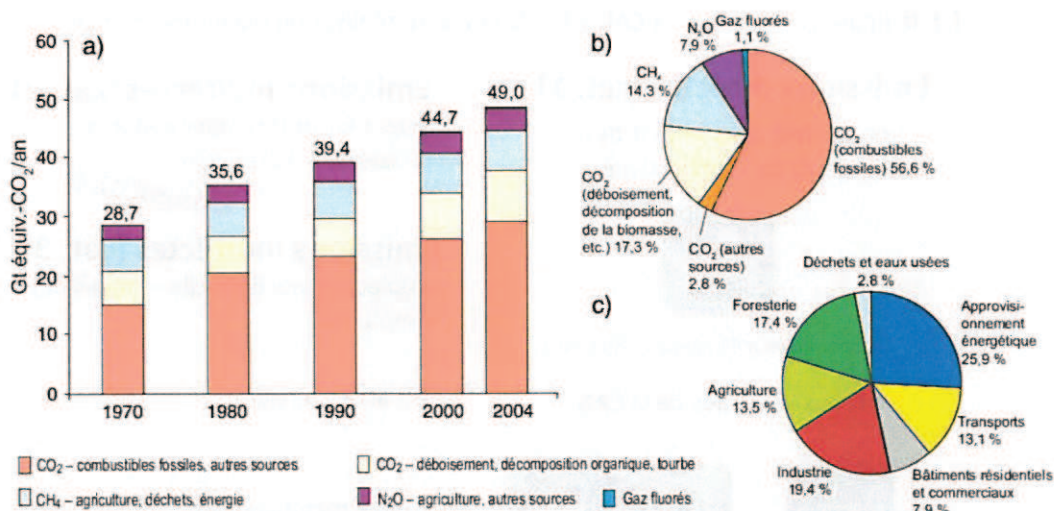 a)
Gt équiv.-CO₂/an
60
50
40
30
20
10
0
28,7
35,6
39,4
44,7
49,0
1970
1980
1990
2000
2004
b)
Gaz fluorés
1,1 %
N₂O
7,9 %
CH₄
14,3 %
CO₂
(combustibles
fossiles) 56,6 %
CO₂
(déboisement,
décomposition
de la biomasse,
etc.) 17,3 %
CO₂ (autres
sources)
2,8 %
c)
Déchets et eaux usées
2,8 %
Foresterie
17,4 %
Approvisi-
onnement
énergétique
25,9 %
Agriculture
13,5 %
Transports
13,1 %
Industrie
19,4 %
Bâtiments résidentiels
et commerciaux
7,9 %
CO₂ – combustibles fossiles, autres sources
CO₂ – déboisement, décomposition organique, tourbe
CH₄ – agriculture, déchets, énergie
N₂O – agriculture, autres sources
Gaz fluorés